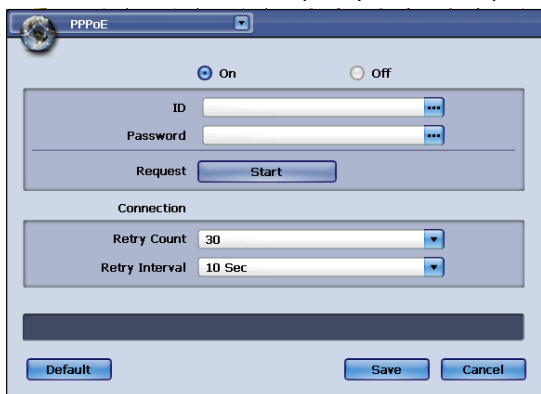 PPPoE
On Off
ID
Password
Request Start
Connection
Retry Count 30
Retry Interval 10 Sec
Default Save Cancel